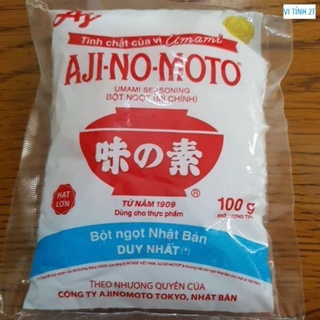 VI TÍNH 2T
Ay
Tinh chất của vị Umami
AJI-NO-MOTO®
UMAMI SEASONING
BỘT NGỌT (MÌ CHÍNH)
味の素
®
HẠT
LỚN
TỪ NĂM 1909
Dùng cho thực phẩm
100 g
KHỐI LƯỢNG TỊNH
Bột ngọt Nhật Bản
DUY NHẤT(*)
THEO NHƯỢNG QUYỀN CỦA
CÔNG TY AJINOMOTO TOKYO, NHẬT BẢN